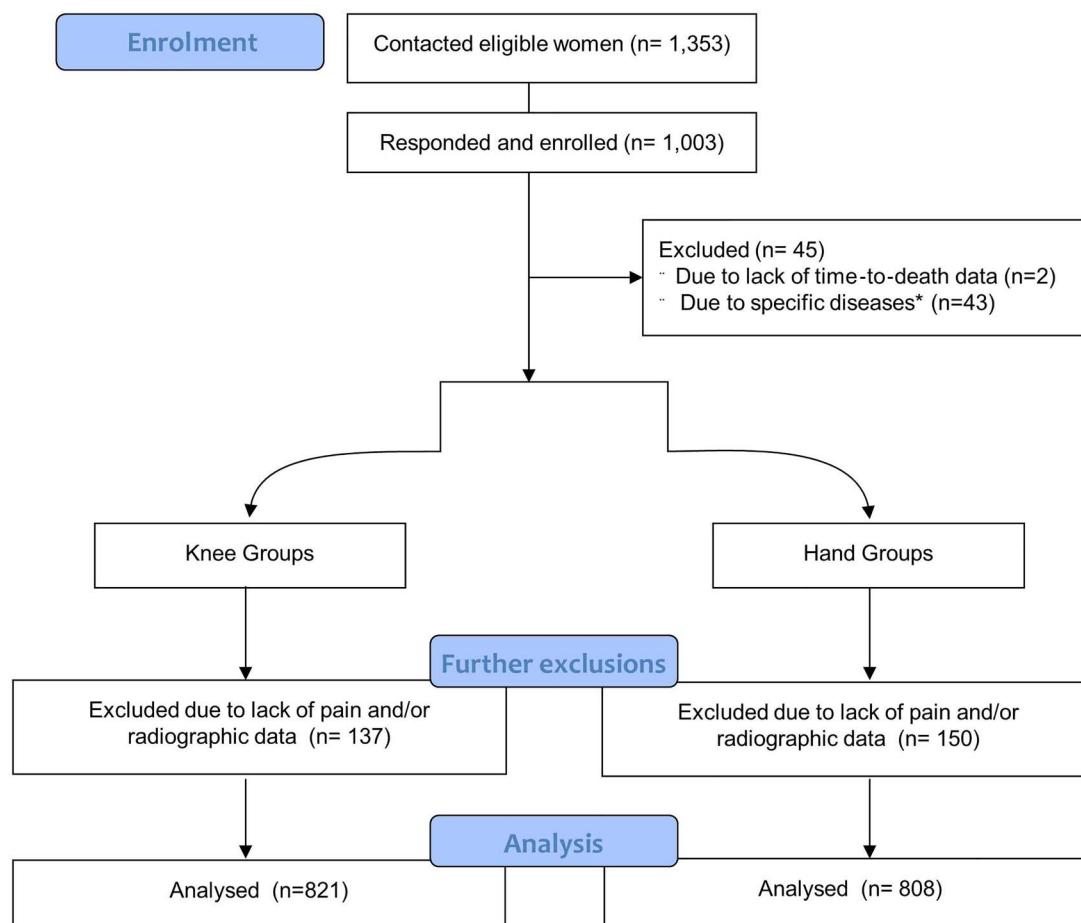 Enrolment
Contacted eligible women (n= 1,353)
Responded and enrolled (n= 1,003)
Excluded (n= 45)
¨ Due to lack of time-to-death data (n=2)
¨ Due to specific diseases* (n=43)
Knee Groups
Hand Groups
Further exclusions
Excluded due to lack of pain and/or
radiographic data (n= 137)
Excluded due to lack of pain and/or
radiographic data (n= 150)
Analysis
Analysed (n=821)
Analysed (n= 808)